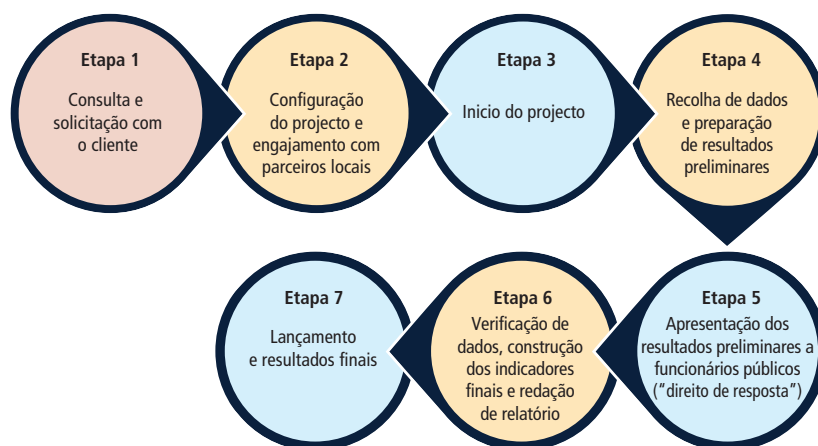 Etapa 1
Consulta e
solicitação com
o cliente
Etapa 2
Configuração
do projecto e
engajamento com
parceiros locais
Etapa 3
Inicio do projecto
Etapa 4
Recolha de dados
e preparação
de resultados
preliminares
Etapa 5
Apresentação dos
resultados preliminares a
funcionários públicos
(“direito de resposta”)
Etapa 6
Verificação de
dados, construção
dos indicadores
finais e redação
de relatório
Etapa 7
Lançamento
e resultados finais